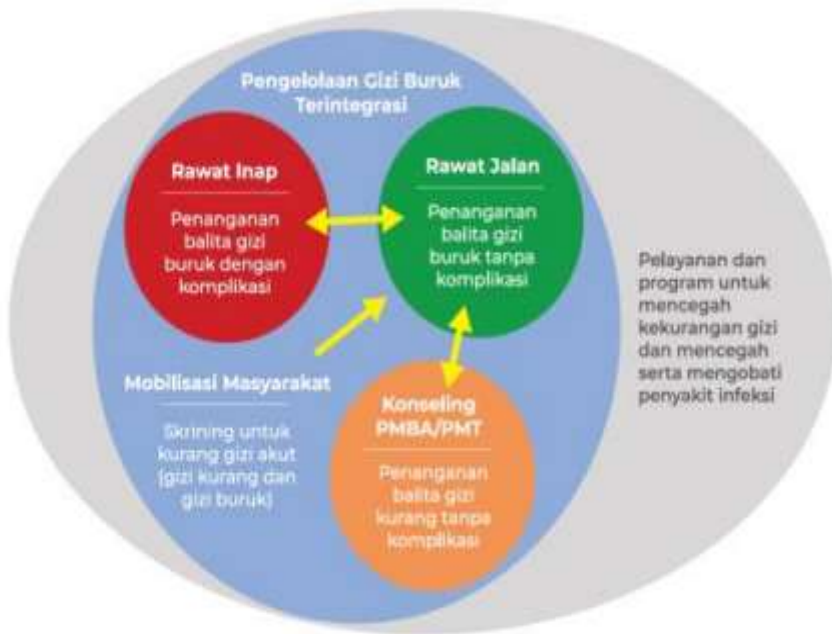 Pengelolaan Gizi Buruk
Terintegrasi
Rawat Inap
Penanganan
balita gizi
buruk dengan
komplikasi
Rawat Jalan
Penanganan
balita gizi
buruk tanpa
komplikasi
Mobilisasi Masyarakat
Skrining untuk
kurang gizi akut
(gizi kurang dan
gizi buruk)
Konseling
PMBA/PMT
Penanganan
balita gizi
kurang tanpa
komplikasi
Pelayanan dan
program untuk
mencegah
kekurangan gizi
dan mencegah
serta mengobati
penyakit infeksi